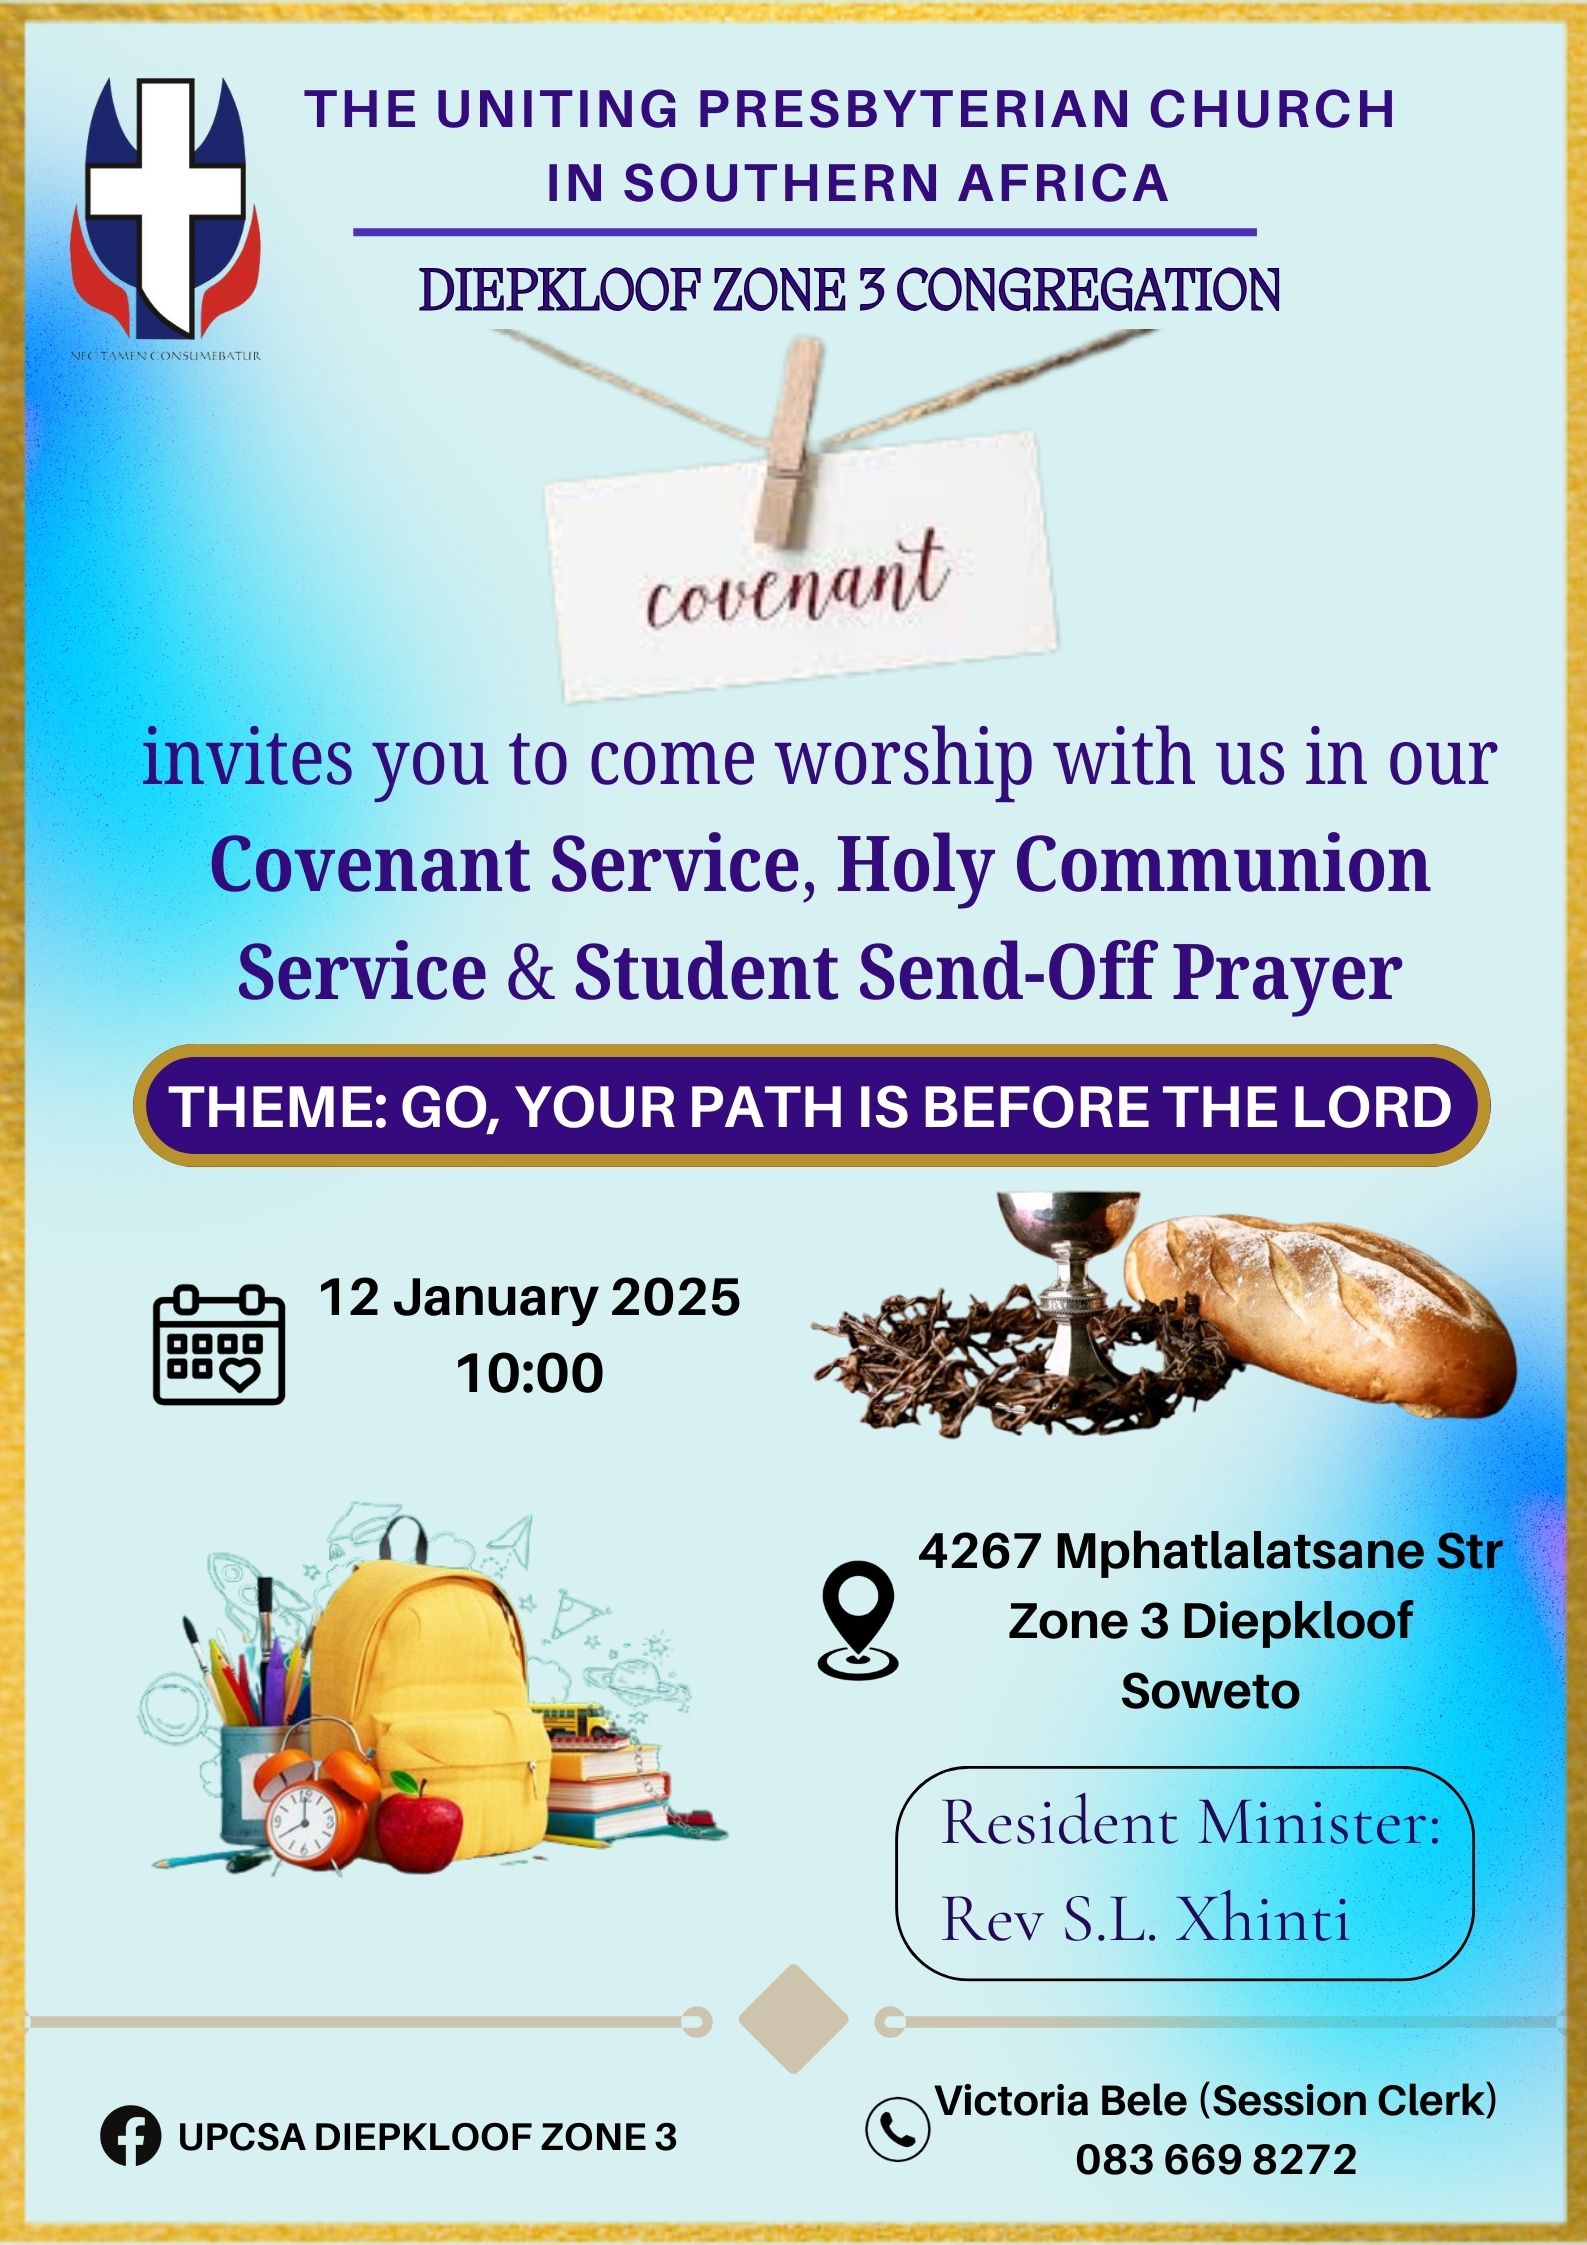 THE UNITING PRESBYTERIAN CHURCH
IN SOUTHERN AFRICA
DIEPKLOOF ZONE 3 CONGREGATION
NEC TAMEN CONSUMEBATUR
covenant
invites you to come worship with us in our
Covenant Service, Holy Communion
Service & Student Send-Off Prayer
THEME: GO, YOUR PATH IS BEFORE THE LORD
12 January 2025
10:00
4267 Mphatlalatsane Str
Zone 3 Diepkloof
Soweto
Resident Minister:
Rev S.L. Xhinti
UPCSA DIEPKLOOF ZONE 3
Victoria Bele (Session Clerk)
083 669 8272